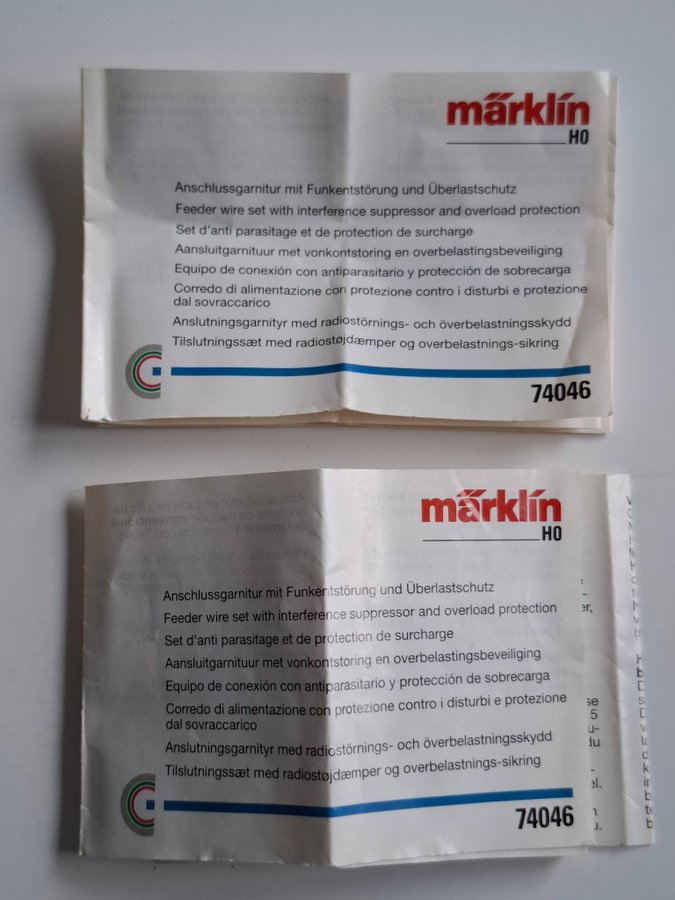 märklin
H0
Anschlussgarnitur mit Funkentstörung und Überlastschutz
Feeder wire set with interference suppressor and overload protection
Set d'anti parasitage et de protection de surcharge
Aansluitgarnituur met vonkontstoring en overbelastingsbeveiliging
Equipo de conexión con antiparasitario y protección de sobrecarga
Corredo di alimentazione con protezione contro i disturbi e protezione
dal sovraccarico
Anslutningsgarnityr med radiostörnings- och överbelastningsskydd
Tilslutningssæt med radiostøjdæmper og overbelastnings-sikring
74046
märklin
H0
Anschlussgarnitur mit Funkentstörung und Überlastschutz
Feeder wire set with interference suppressor and overload protection
Set d'anti parasitage et de protection de surcharge
Aansluitgarnituur met vonkontstoring en overbelastingsbeveiliging
Equipo de conexión con antiparasitario y protección de sobrecarga
Corredo di alimentazione con protezione contro i disturbi e protezione
dal sovraccarico
Anslutningsgarnityr med radiostörnings- och överbelastningsskydd
Tilslutningssæt med radiostøjdæmper og overbelastnings-sikring
74046